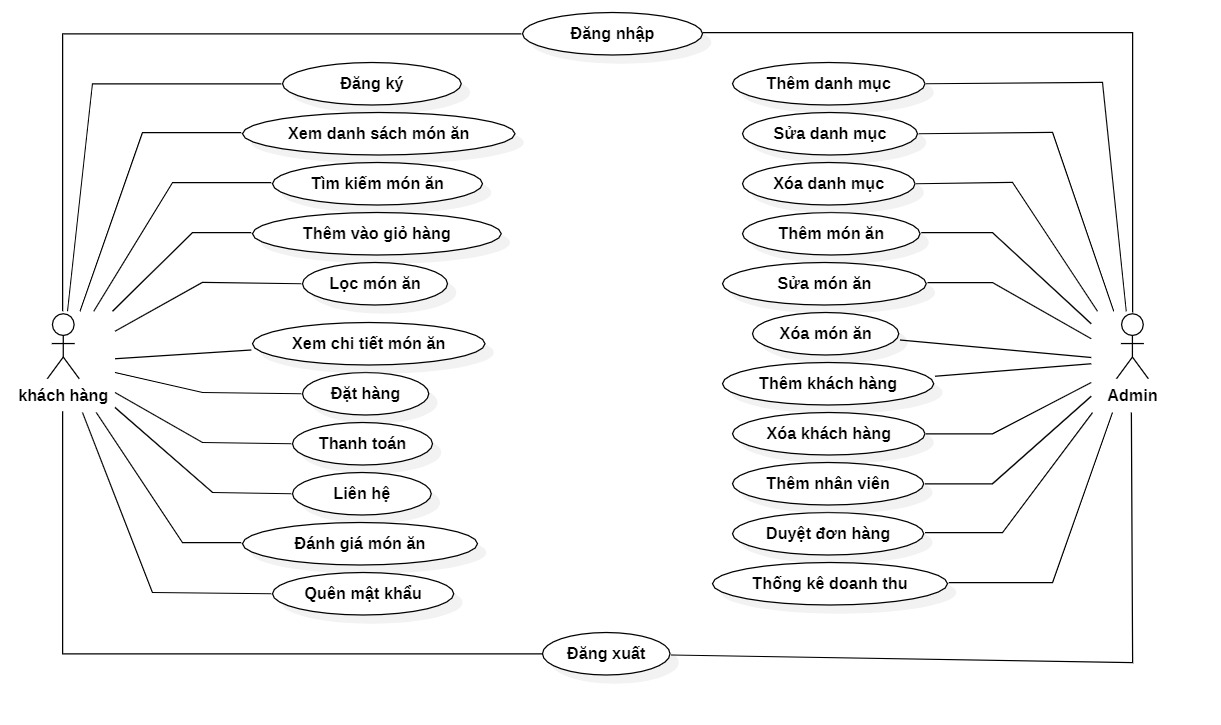 Đăng nhập
Đăng ký
Xem danh sách món ăn
Tìm kiếm món ăn
Thêm vào giỏ hàng
Lọc món ăn
Xem chi tiết món ăn
Đặt hàng
Thanh toán
Liên hệ
Đánh giá món ăn
Quên mật khẩu
khách hàng
Thêm danh mục
Sửa danh mục
Xóa danh mục
Thêm món ăn
Sửa món ăn
Xóa món ăn
Thêm khách hàng
Xóa khách hàng
Thêm nhân viên
Duyệt đơn hàng
Thống kê doanh thu
Admin
Đăng xuất